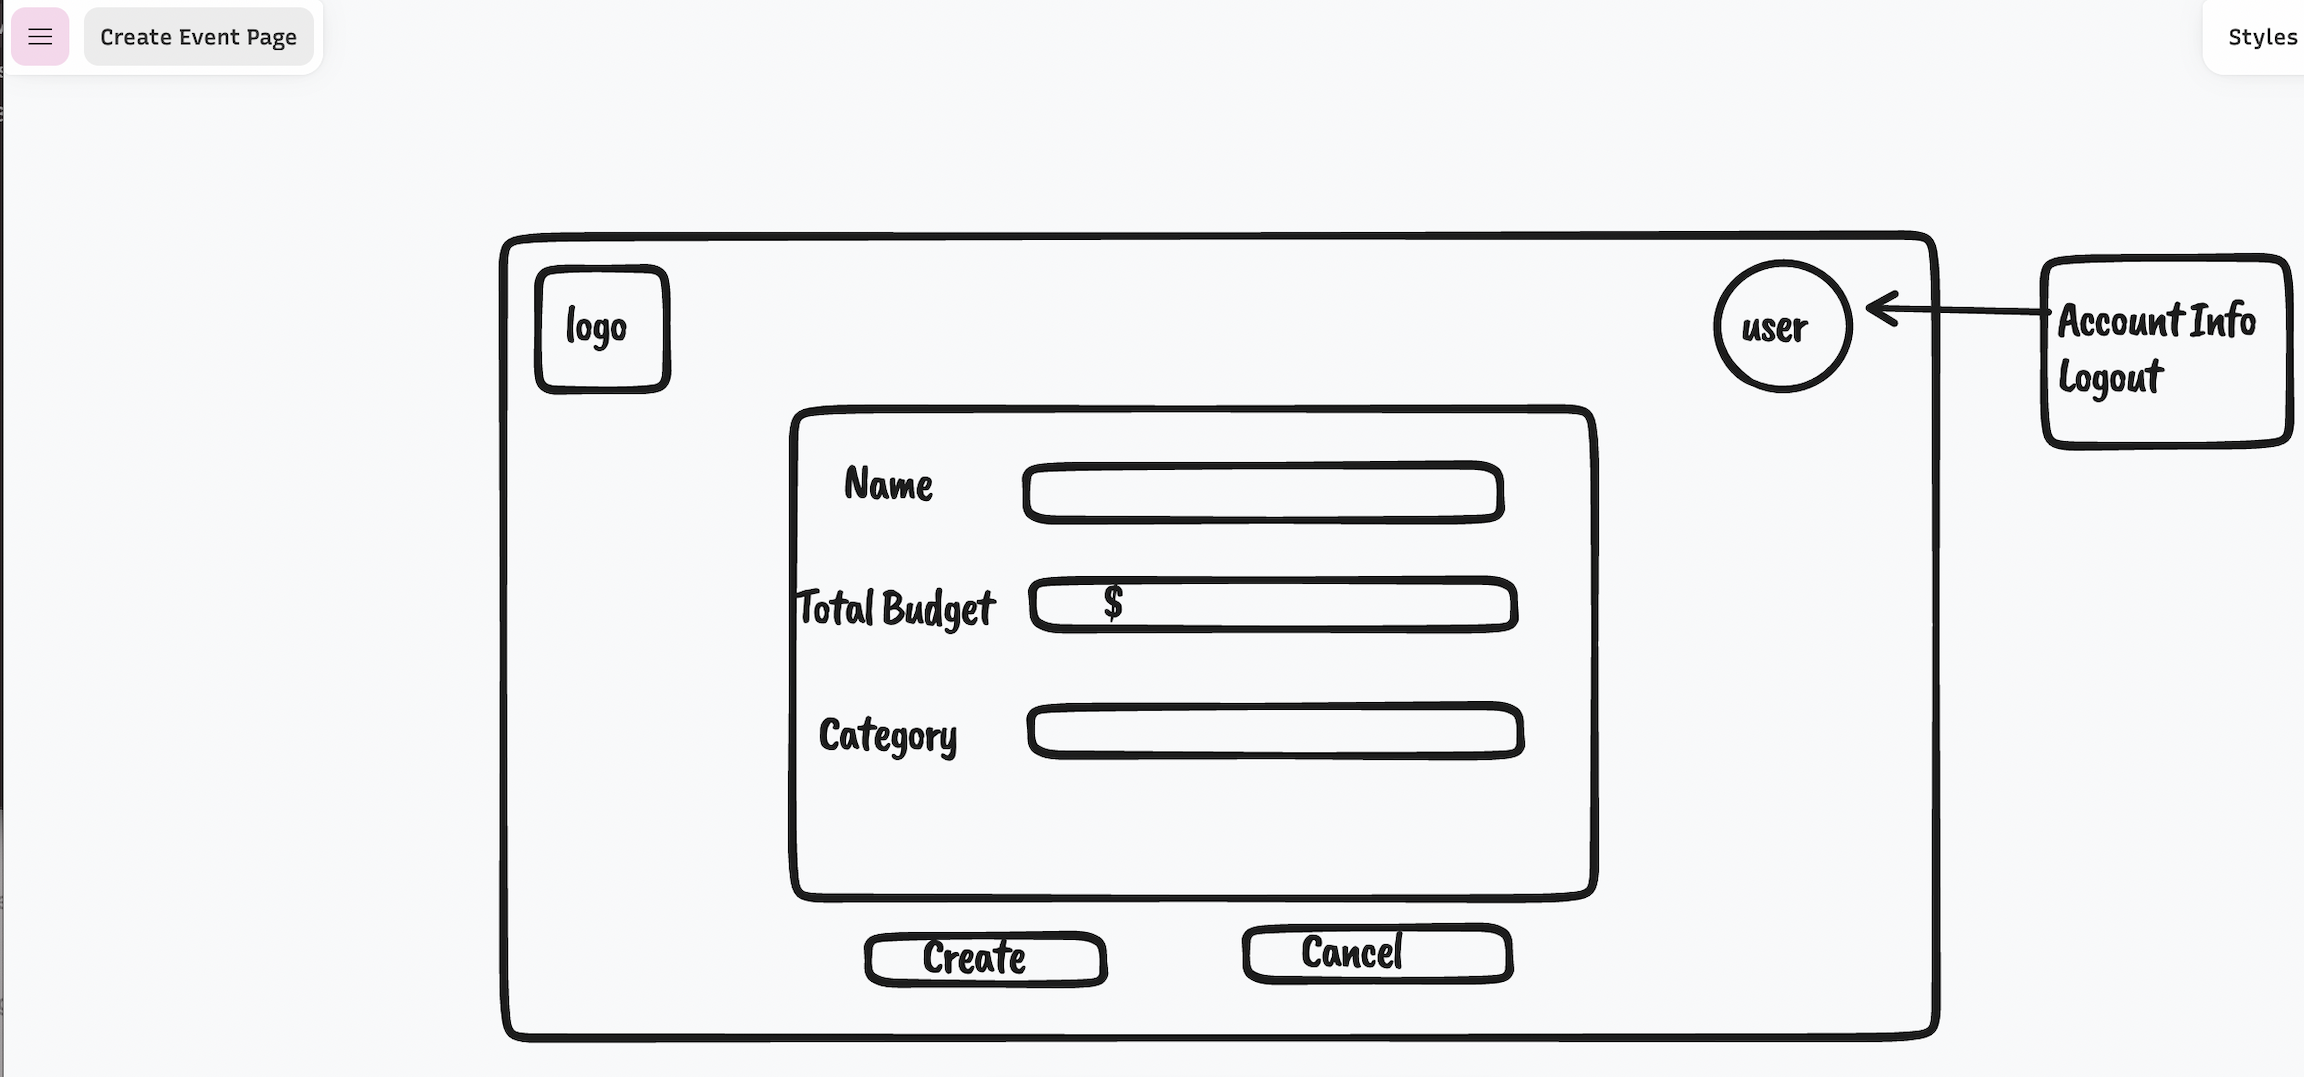 Create Event Page
Styles
logo
user
Account Info
Logout
Name
Total Budget
$
Category
Create
Cancel